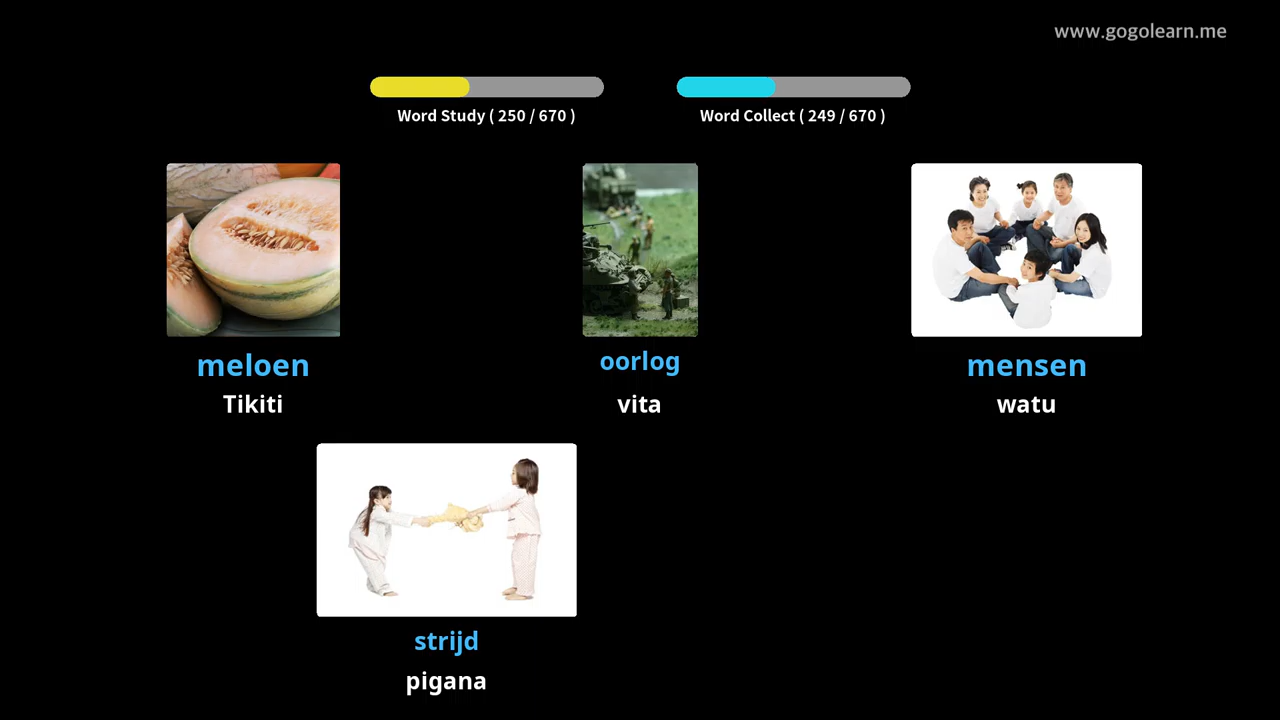 www.gogolearn.me
Word Study ( 250 / 670 )
Word Collect ( 249 / 670 )
meloen
Tikiti
oorlog
vita
mensen
watu
strijd
pigana